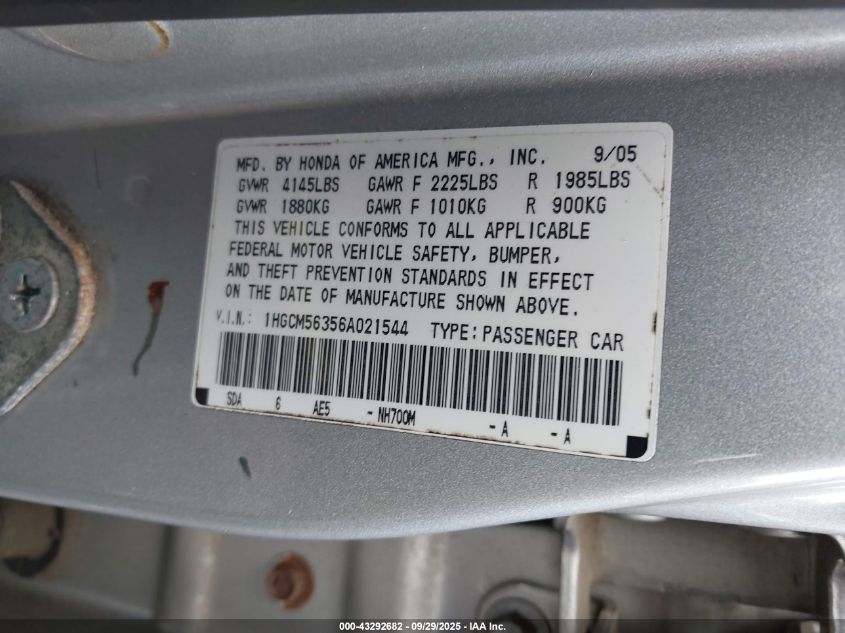 MFD. BY HONDA OF AMERICA MFG., INC. 9/05
GVWR 4145LBS GAWR F 2225LBS R 1985LBS
GVWR 1880KG GAWR F 1010KG R 900KG
THIS VEHICLE CONFORMS TO ALL APPLICABLE
FEDERAL MOTOR VEHICLE SAFETY, BUMPER,
AND THEFT PREVENTION STANDARDS IN EFFECT
ON THE DATE OF MANUFACTURE SHOWN ABOVE.
V.I.N.: 1HGCM56356A021544 TYPE:PASSENGER CAR
SDA 6 AE5 -NH700M -A -A
000-43292682 - 09/29/2025 - IAA Inc.